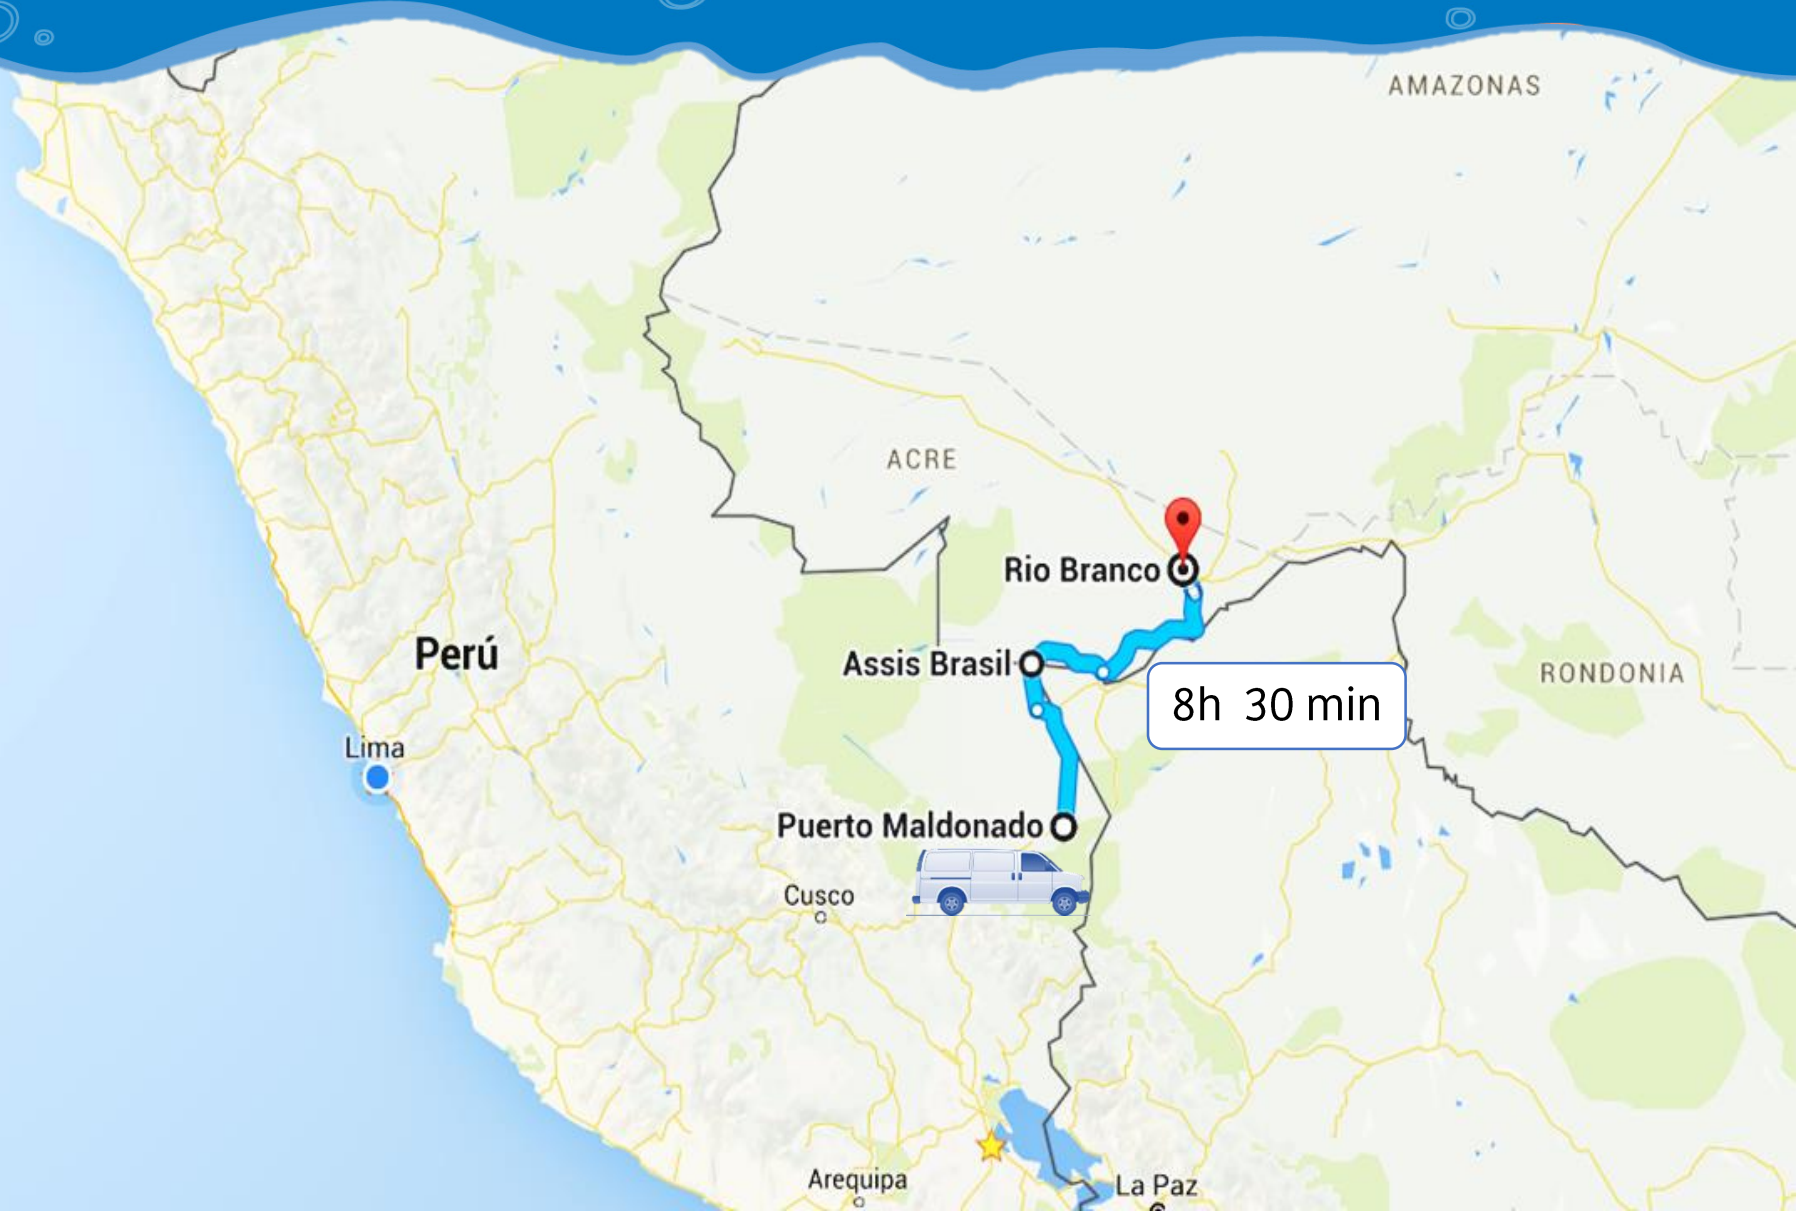 AMAZONAS
ACRE
Rio Branco
Perú
Assis Brasil
RONDONIA
8h 30 min
Lima
Puerto Maldonado
Cusco
Arequipa
La Paz